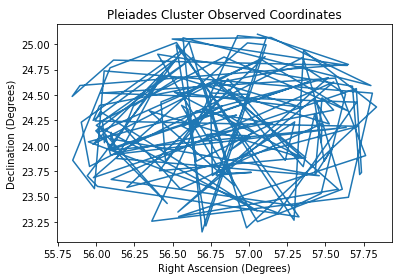 Pleiades Cluster Observed Coordinates
Declination (Degrees)
25.00
24.75
24.50
24.25
24.00
23.75
23.50
23.25
55.75 56.00 56.25 56.50 56.75 57.00 57.25 57.50 57.75
Right Ascension (Degrees)